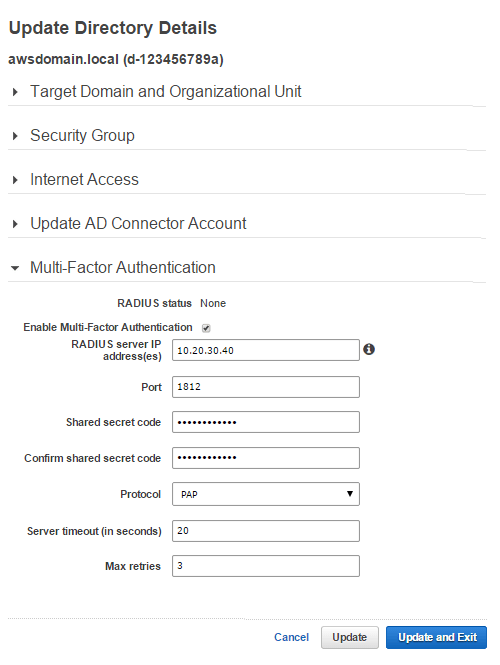 Update Directory Details
awsdomain.local (d-123456789a)
Target Domain and Organizational Unit
Security Group
Internet Access
Update AD Connector Account
Multi-Factor Authentication
RADIUS status None
Enable Multi-Factor Authentication
RADIUS server IP
address(es) 10.20.30.40
Port 1812
Shared secret code ••••••••••••
Confirm shared secret code ••••••••••••
Protocol PAP
Server timeout (in seconds) 20
Max retries 3
Cancel Update Update and Exit